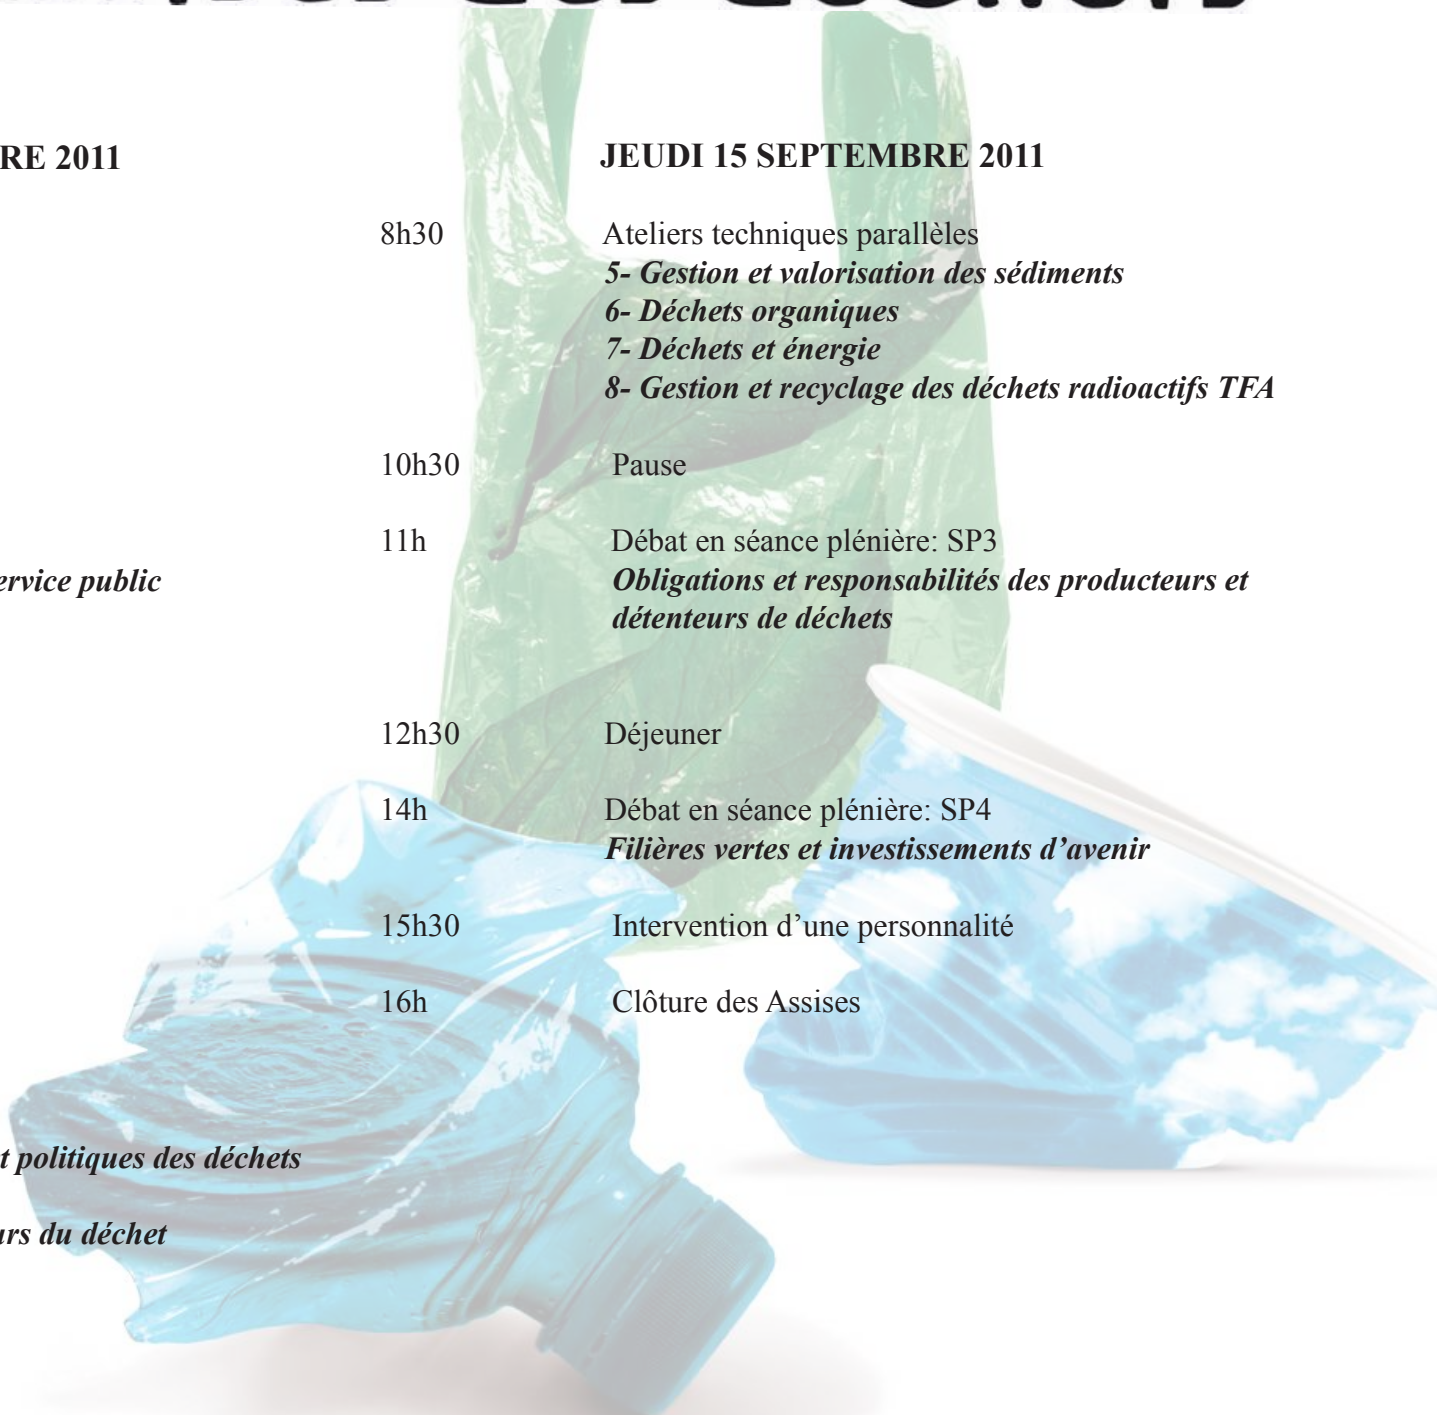 RE 2011
ervice public
t politiques des déchets
urs du déchet
JEUDI 15 SEPTEMBRE 2011
8h30 Ateliers techniques parallèles
5- Gestion et valorisation des sédiments
6- Déchets organiques
7- Déchets et énergie
8- Gestion et recyclage des déchets radioactifs TFA
10h30 Pause
11h Débat en séance plénière: SP3
Obligations et responsabilités des producteurs et
détenteurs de déchets
12h30 Déjeuner
14h Débat en séance plénière: SP4
Filières vertes et investissements d’avenir
15h30 Intervention d’une personnalité
16h Clôture des Assises